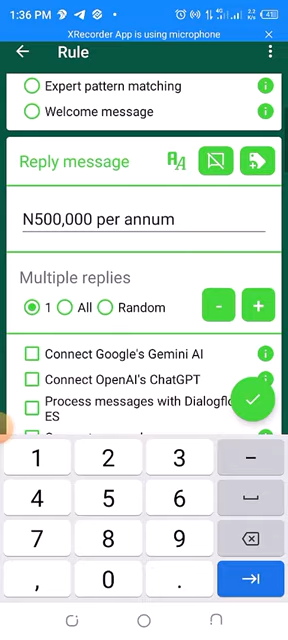 1:36 PM
XRecorder App is using microphone
Rule
Expert pattern matching
Welcome message
Reply message
AA
N500,000 per annum
Multiple replies
1 All Random - +
Connect Google's Gemini AI
Connect OpenAI's ChatGPT
Process messages with Dialogflo
ES
1 2 3 –
4 5 6
7 8 9
, 0 .